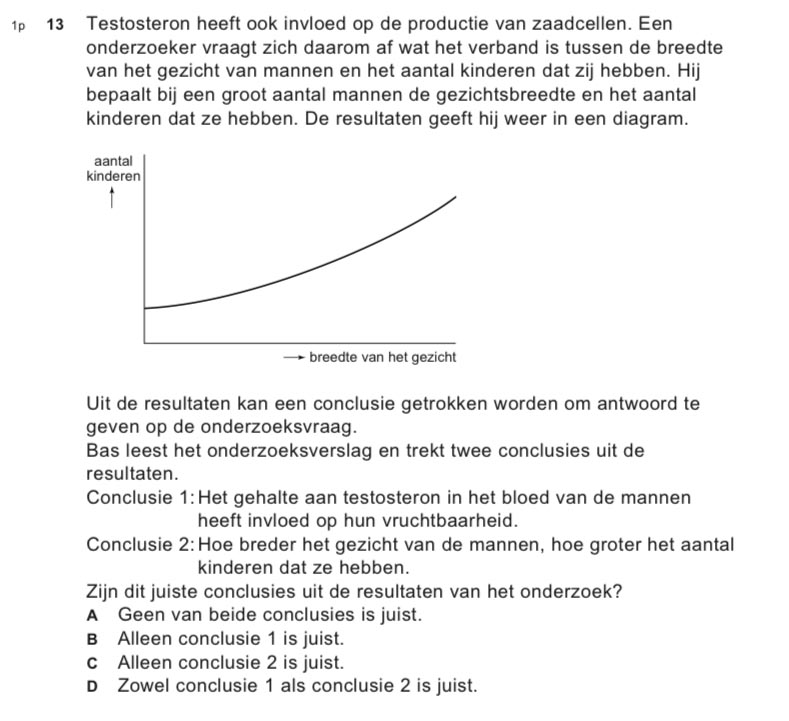 1p 13 Testosteron heeft ook invloed op de productie van zaadcellen. Een
onderzoeker vraagt zich daarom af wat het verband is tussen de breedte
van het gezicht van mannen en het aantal kinderen dat zij hebben. Hij
bepaalt bij een groot aantal mannen de gezichtsbreedte en het aantal
kinderen dat ze hebben. De resultaten geeft hij weer in een diagram.
aantal
kinderen
breedte van het gezicht
Uit de resultaten kan een conclusie getrokken worden om antwoord te
geven op de onderzoeksvraag.
Bas leest het onderzoeksverslag en trekt twee conclusies uit de
resultaten.
Conclusie 1: Het gehalte aan testosteron in het bloed van de mannen
heeft invloed op hun vruchtbaarheid.
Conclusie 2: Hoe breder het gezicht van de mannen, hoe groter het aantal
kinderen dat ze hebben.
Zijn dit juiste conclusies uit de resultaten van het onderzoek?
A Geen van beide conclusies is juist.
B Alleen conclusie 1 is juist.
C Alleen conclusie 2 is juist.
D Zowel conclusie 1 als conclusie 2 is juist.